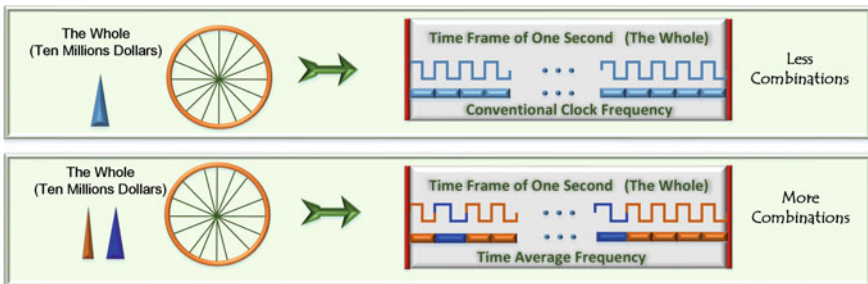 The Whole
(Ten Millions Dollars)
Time Frame of One Second (The Whole)
Conventional Clock Frequency
Less
Combinations
The Whole
(Ten Millions Dollars)
Time Frame of One Second (The Whole)
Time Average Frequency
More
Combinations